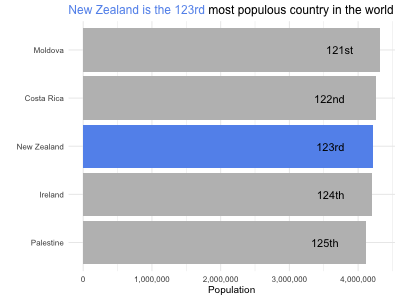 New Zealand is the 123rd most populous country in the world
Moldova 121st
Costa Rica 122nd
New Zealand 123rd
Ireland 124th
Palestine 125th
0 1,000,000 2,000,000 3,000,000 4,000,000
Population